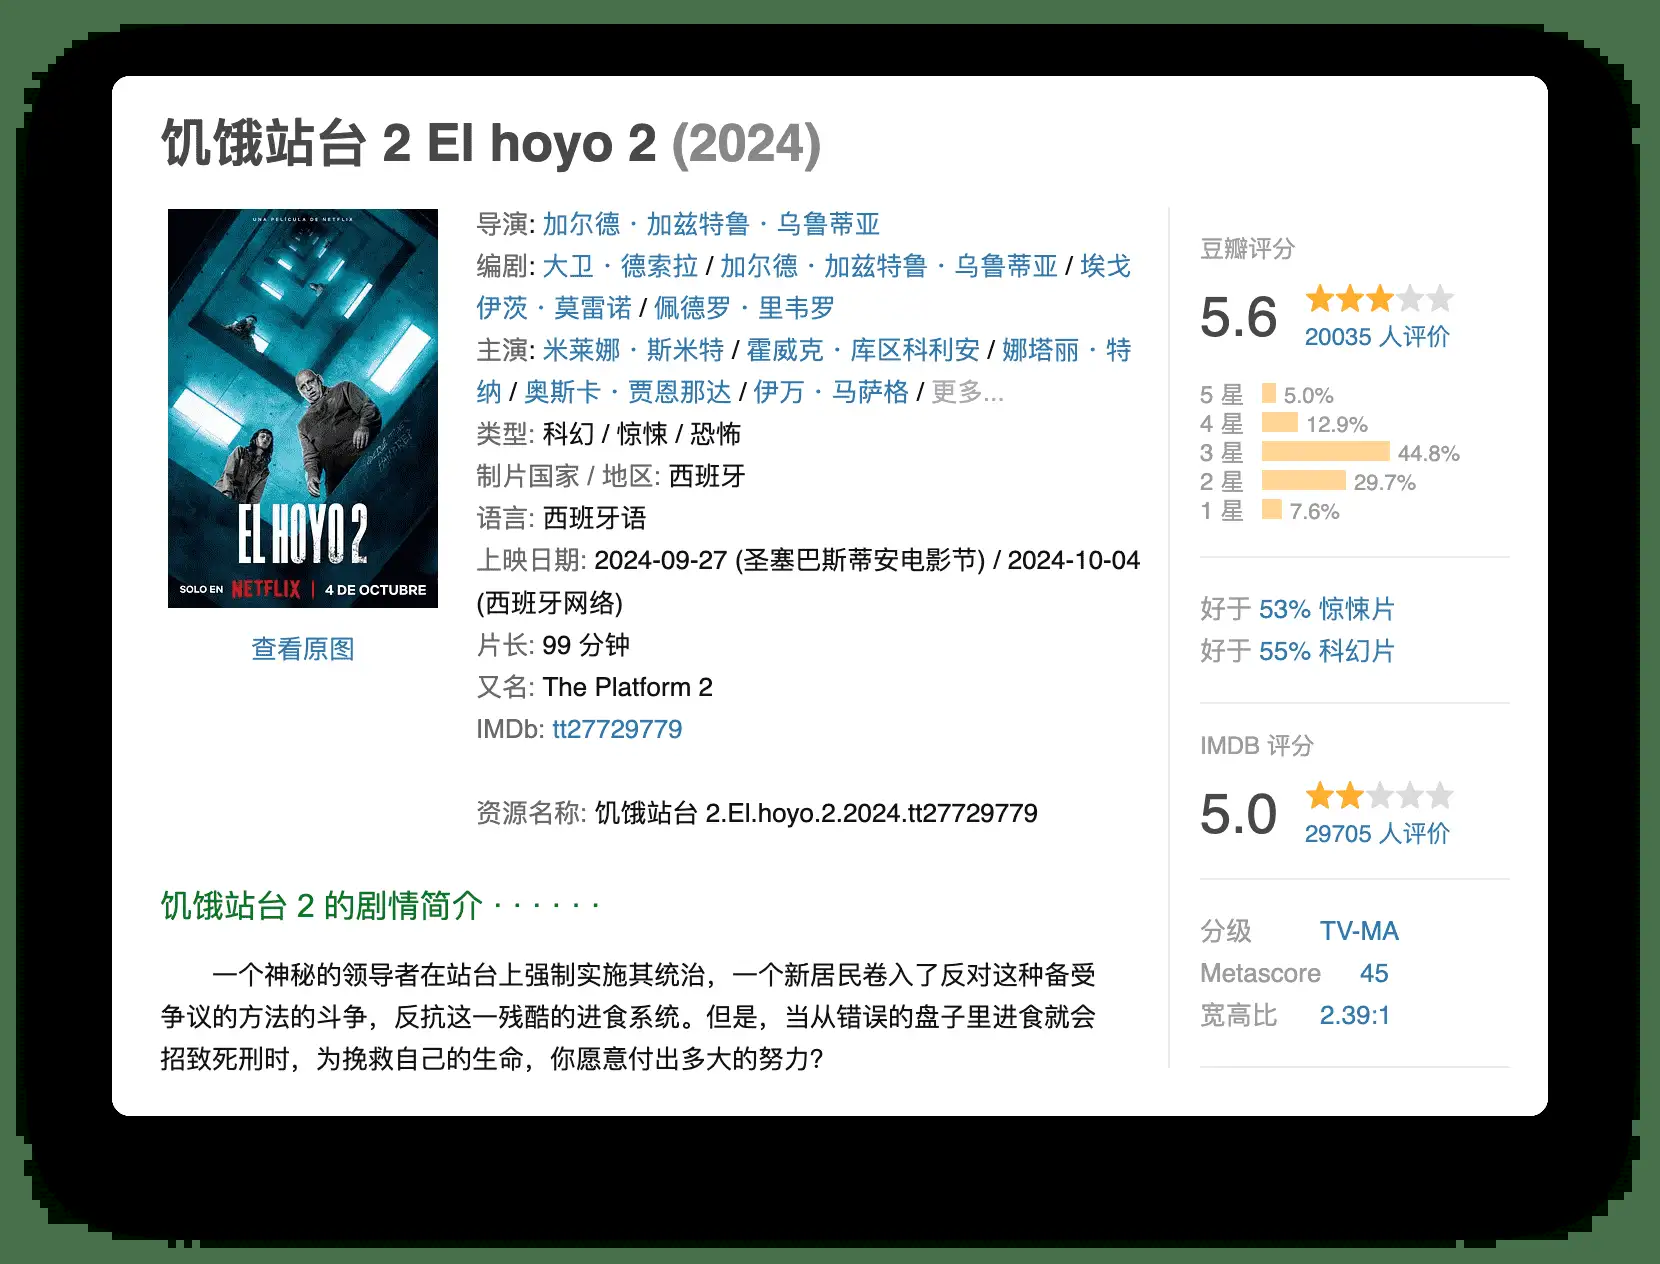 饥饿站台 2 El hoyo 2 (2024)
UNA PELÍCULA DE NETFLIX
EL HOYO 2
SOLO EN NETFLIX | 4 DE OCTUBRE
查看原图
导演: 加尔德 · 加兹特鲁 · 乌鲁蒂亚
编剧: 大卫 · 德索拉 / 加尔德 · 加兹特鲁 · 乌鲁蒂亚 / 埃戈
伊茨 · 莫雷诺 / 佩德罗 · 里韦罗
主演: 米莱娜 · 斯米特 / 霍威克 · 库区科利安 / 娜塔丽 · 特
纳 / 奥斯卡 · 贾恩那达 / 伊万 · 马萨格 / 更多...
类型: 科幻 / 惊悚 / 恐怖
制片国家 / 地区: 西班牙
语言: 西班牙语
上映日期: 2024-09-27 (圣塞巴斯蒂安电影节) / 2024-10-04
(西班牙网络)
片长: 99 分钟
又名: The Platform 2
IMDb: tt27729779
资源名称: 饥饿站台 2.El.hoyo.2.2024.tt27729779
豆瓣评分
5.6
20035 人评价
5 星 5.0%
4 星 12.9%
3 星 44.8%
2 星 29.7%
1 星 7.6%
好于 53% 惊悚片
好于 55% 科幻片
IMDB 评分
5.0
29705 人评价
分级 TV-MA
Metascore 45
宽高比 2.39:1
饥饿站台 2 的剧情简介 · · · · · ·
一个神秘的领导者在站台上强制实施其统治，一个新居民卷入了反对这种备受
争议的方法的斗争，反抗这一残酷的进食系统。但是，当从错误的盘子里进食就会
招致死刑时，为挽救自己的生命，你愿意付出多大的努力？